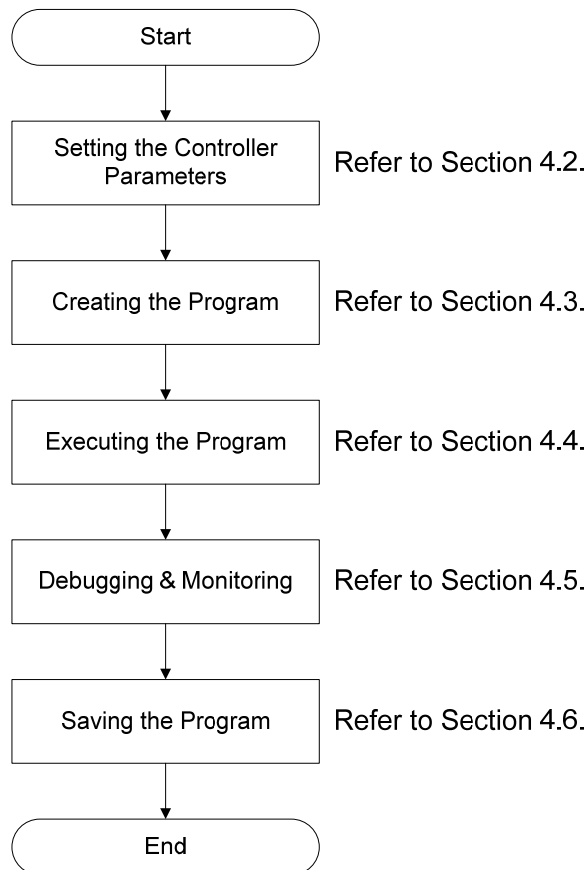 Start
Setting the Controller
Parameters
Refer to Section 4.2.
Creating the Program
Refer to Section 4.3.
Executing the Program
Refer to Section 4.4.
Debugging & Monitoring
Refer to Section 4.5.
Saving the Program
Refer to Section 4.6.
End